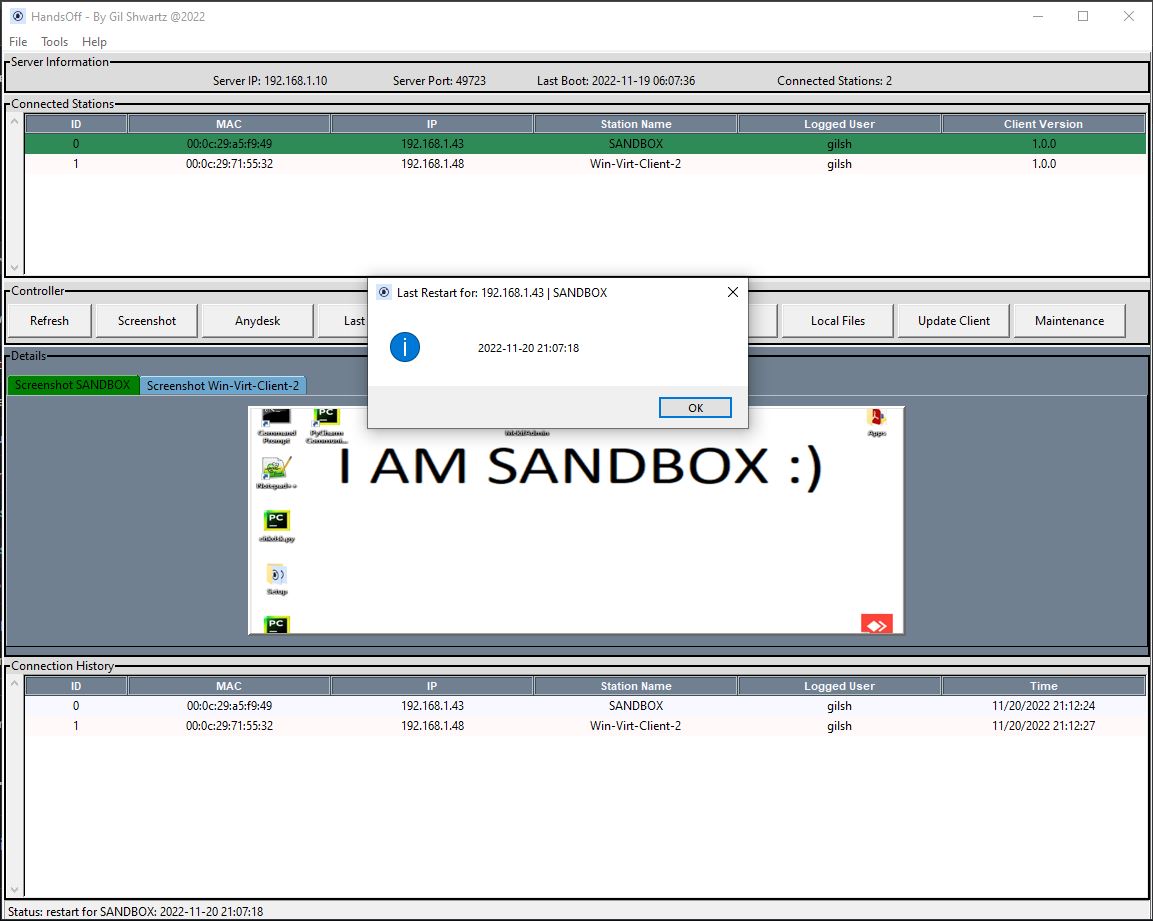 HandsOff - By Gil Shwartz @2022
File Tools Help
Server Information
Server IP: 192.168.1.10 Server Port: 49723 Last Boot: 2022-11-19 06:07:36 Connected Stations: 2
Connected Stations
ID MAC IP Station Name Logged User Client Version
0 00:0c:29:a5:f9:49 192.168.1.43 SANDBOX gilsh 1.0.0
1 00:0c:29:71:55:32 192.168.1.48 Win-Virt-Client-2 gilsh 1.0.0
Controller
Refresh Screenshot Anydesk Last Local Files Update Client Maintenance
Last Restart for: 192.168.1.43 | SANDBOX
2022-11-20 21:07:18
OK
Details
Screenshot SANDBOX Screenshot Win-Virt-Client-2
Command Prompt
PyCharm Communi...
Apps
I AM SANDBOX :)
Notepad++
Setup
Connection History
ID MAC IP Station Name Logged User Time
0 00:0c:29:a5:f9:49 192.168.1.43 SANDBOX gilsh 11/20/2022 21:12:24
1 00:0c:29:71:55:32 192.168.1.48 Win-Virt-Client-2 gilsh 11/20/2022 21:12:27
Status: restart for SANDBOX: 2022-11-20 21:07:18